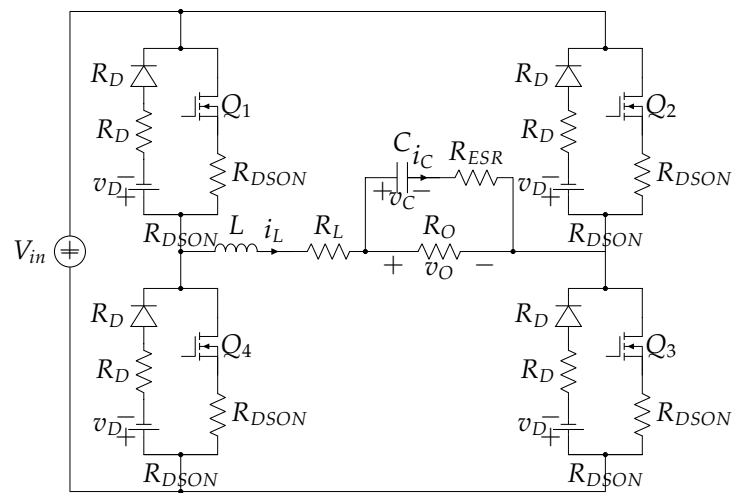 R_D
Q_1
R_D
R_DSON
− v_D +
R_DSON
R_D
Q_2
R_D
R_DSON
− v_D +
R_DSON
C
i_C
R_ESR
+ v_C −
V_in
L
i_L
R_L
R_O
+ v_O −
R_D
Q_4
R_D
R_DSON
− v_D +
R_DSON
R_D
Q_3
R_D
R_DSON
− v_D +
R_DSON